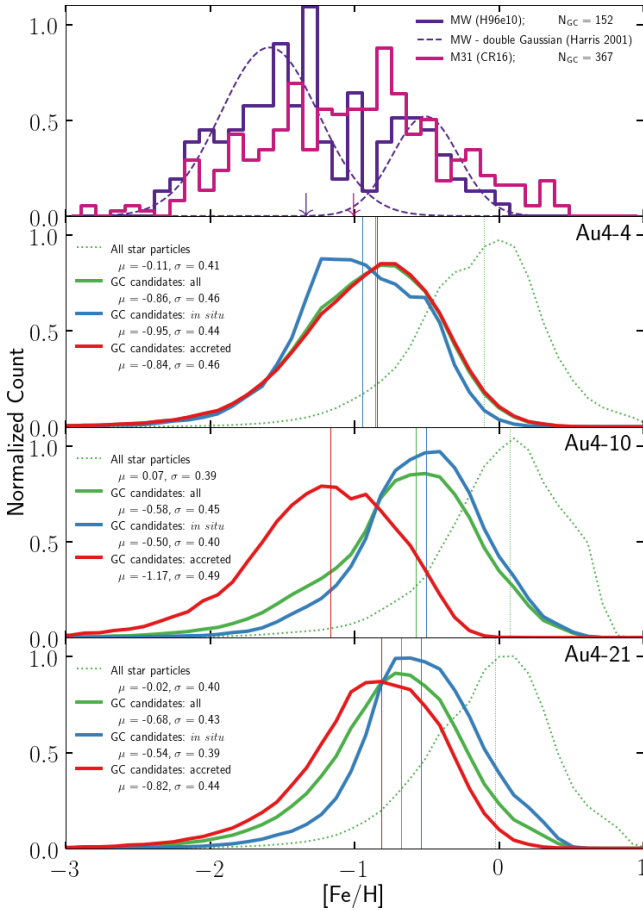 MW (H96e10); N_GC = 152
MW - double Gaussian (Harris 2001)
M31 (CR16); N_GC = 367
1.0
0.5
0.0
Au4-4
All star particles
μ = -0.11, σ = 0.41
GC candidates: all
μ = -0.86, σ = 0.46
GC candidates: in situ
μ = -0.95, σ = 0.44
GC candidates: accreted
μ = -0.84, σ = 0.46
1.0
0.5
0.0
Au4-10
All star particles
μ = 0.07, σ = 0.39
GC candidates: all
μ = -0.58, σ = 0.45
GC candidates: in situ
μ = -0.50, σ = 0.40
GC candidates: accreted
μ = -1.17, σ = 0.49
1.0
0.5
0.0
Au4-21
All star particles
μ = -0.02, σ = 0.40
GC candidates: all
μ = -0.68, σ = 0.43
GC candidates: in situ
μ = -0.54, σ = 0.39
GC candidates: accreted
μ = -0.82, σ = 0.44
1.0
0.5
0.0
Normalized Count
−3 −2 −1 0 1
[Fe/H]